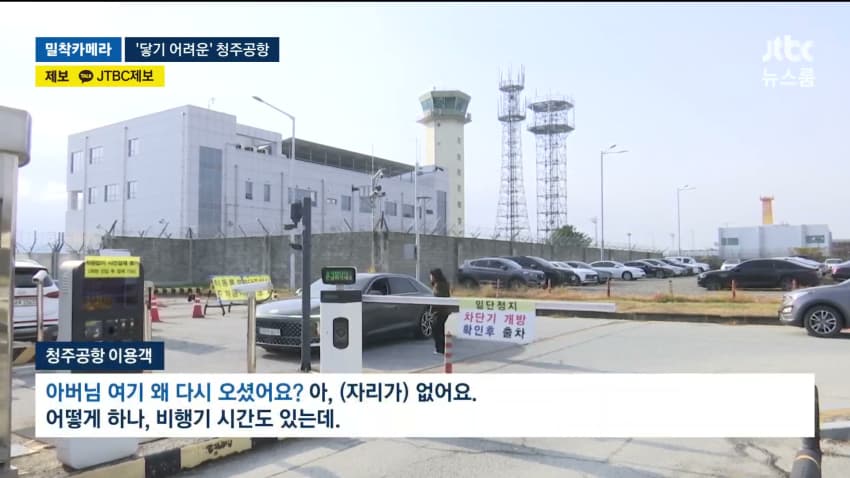 밀착카메라
'닿기 어려운' 청주공항
jtbc
뉴스룸
제보 TALK JTBC제보
일단정지
차단기 개방
확인후 출차
청주공항 이용객
아버님 여기 왜 다시 오셨어요? 아, (자리가) 없어요.
어떻게 하나, 비행기 시간도 있는데.